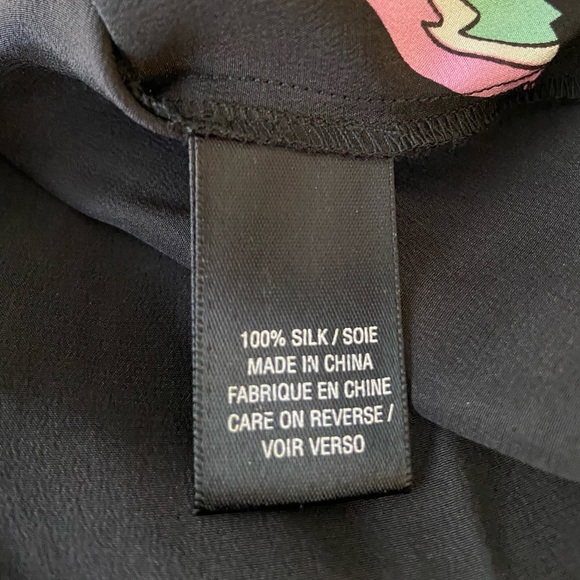 100% SILK / SOIE
MADE IN CHINA
FABRIQUE EN CHINE
CARE ON REVERSE /
VOIR VERSO